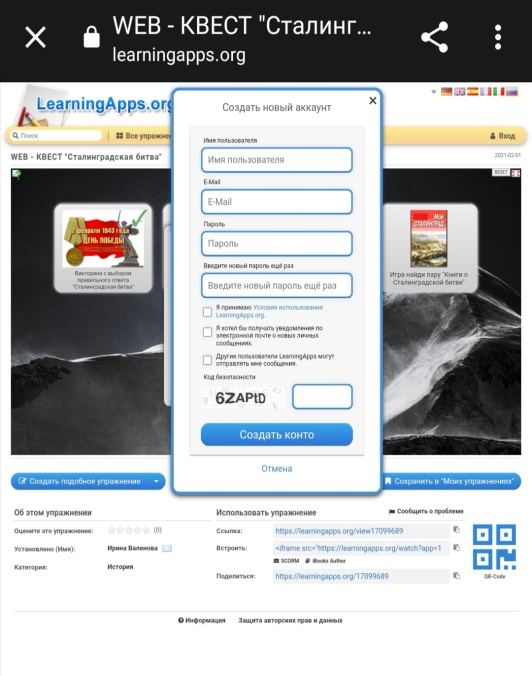 WEB - КВЕСТ "Сталинг...
learningapps.org
LearningApps.org
Поиск
Все упражнен
Вход
WEB - КВЕСТ "Сталинградская битва"
2021-02-01
RESET
2 февраля 1943 года
ДЕНЬ ПОБЕДЫ
Викторина с выбором
правильного ответа
"Сталинградская битва"
Мой
СТАЛИНГРАД
Игра найди пару "Книги о
Сталинградской битве"
Создать новый аккаунт
Имя пользователя
Имя пользователя
E-Mail
E-Mail
Пароль
Пароль
Введите новый пароль ещё раз
Введите новый пароль ещё раз
Я принимаю Условия использования
LearningApps.org.
Я хотел бы получать уведомления по
электронной почте о новых личных
сообщениях.
Другие пользователи LearningApps могут
отправлять мне сообщения.
Код безопасности
6ZAPtD
Создать конто
Отмена
Создать подобное упражнение
Сохранить в "Моих упражнениях"
Об этом упражнении
Оцените это упражнение:
(0)
Установлено (Имя):
Ирина Валенова
Категория:
История
Использовать упражнение
Сообщить о проблеме
Ссылка:
https://learningapps.org/view17099689
Встроить:
<iframe src="https://learningapps.org/watch?app=1
SCORM
iBooks Author
Поделиться:
https://learningapps.org/17099689
QR-Code
Информация
Защита авторских прав и данных